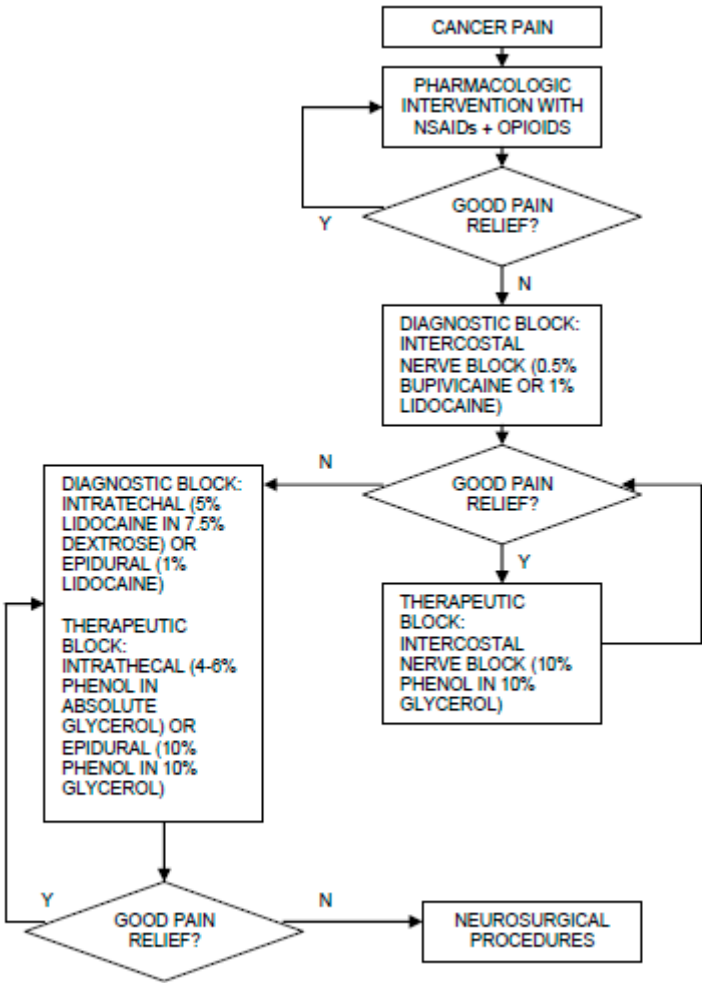 CANCER PAIN
PHARMACOLOGIC
INTERVENTION WITH
NSAIDs + OPIOIDS
GOOD PAIN
RELIEF?
Y
N
DIAGNOSTIC BLOCK:
INTERCOSTAL
NERVE BLOCK (0.5%
BUPIVICAINE OR 1%
LIDOCAINE)
GOOD PAIN
RELIEF?
N
Y
THERAPEUTIC
BLOCK:
INTERCOSTAL
NERVE BLOCK (10%
PHENOL IN 10%
GLYCEROL)
DIAGNOSTIC BLOCK:
INTRATECHAL (5%
LIDOCAINE IN 7.5%
DEXTROSE) OR
EPIDURAL (1%
LIDOCAINE)
THERAPEUTIC
BLOCK:
INTRATHECAL (4-6%
PHENOL IN
ABSOLUTE
GLYCEROL) OR
EPIDURAL (10%
PHENOL IN 10%
GLYCEROL)
Y
GOOD PAIN
RELIEF?
N
NEUROSURGICAL
PROCEDURES